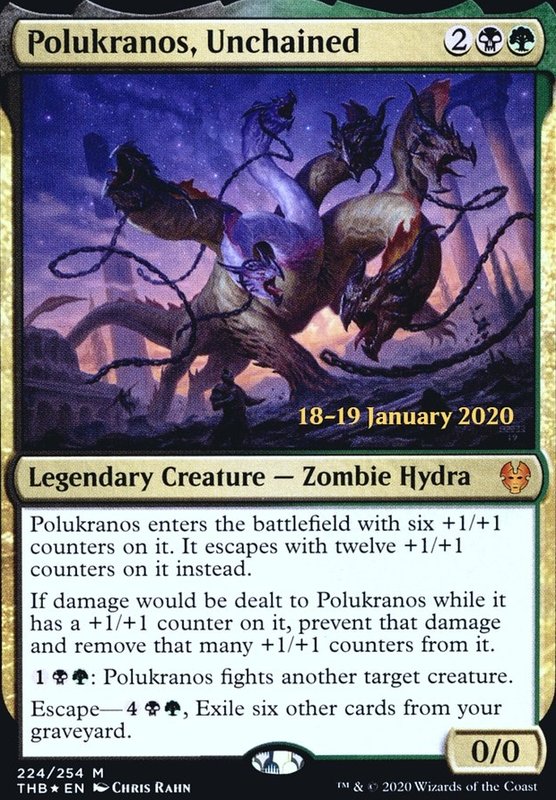 Polukranos, Unchained 2
18-19 January 2020
Legendary Creature — Zombie Hydra
Polukranos enters the battlefield with six +1/+1
counters on it. It escapes with twelve +1/+1
counters on it instead.
If damage would be dealt to Polukranos while it
has a +1/+1 counter on it, prevent that damage
and remove that many +1/+1 counters from it.
1 : Polukranos fights another target creature.
Escape—4 , Exile six other cards from your
graveyard.
0/0
224/254 M
THB★EN Chris Rahn
™ & © 2020 Wizards of the Coast